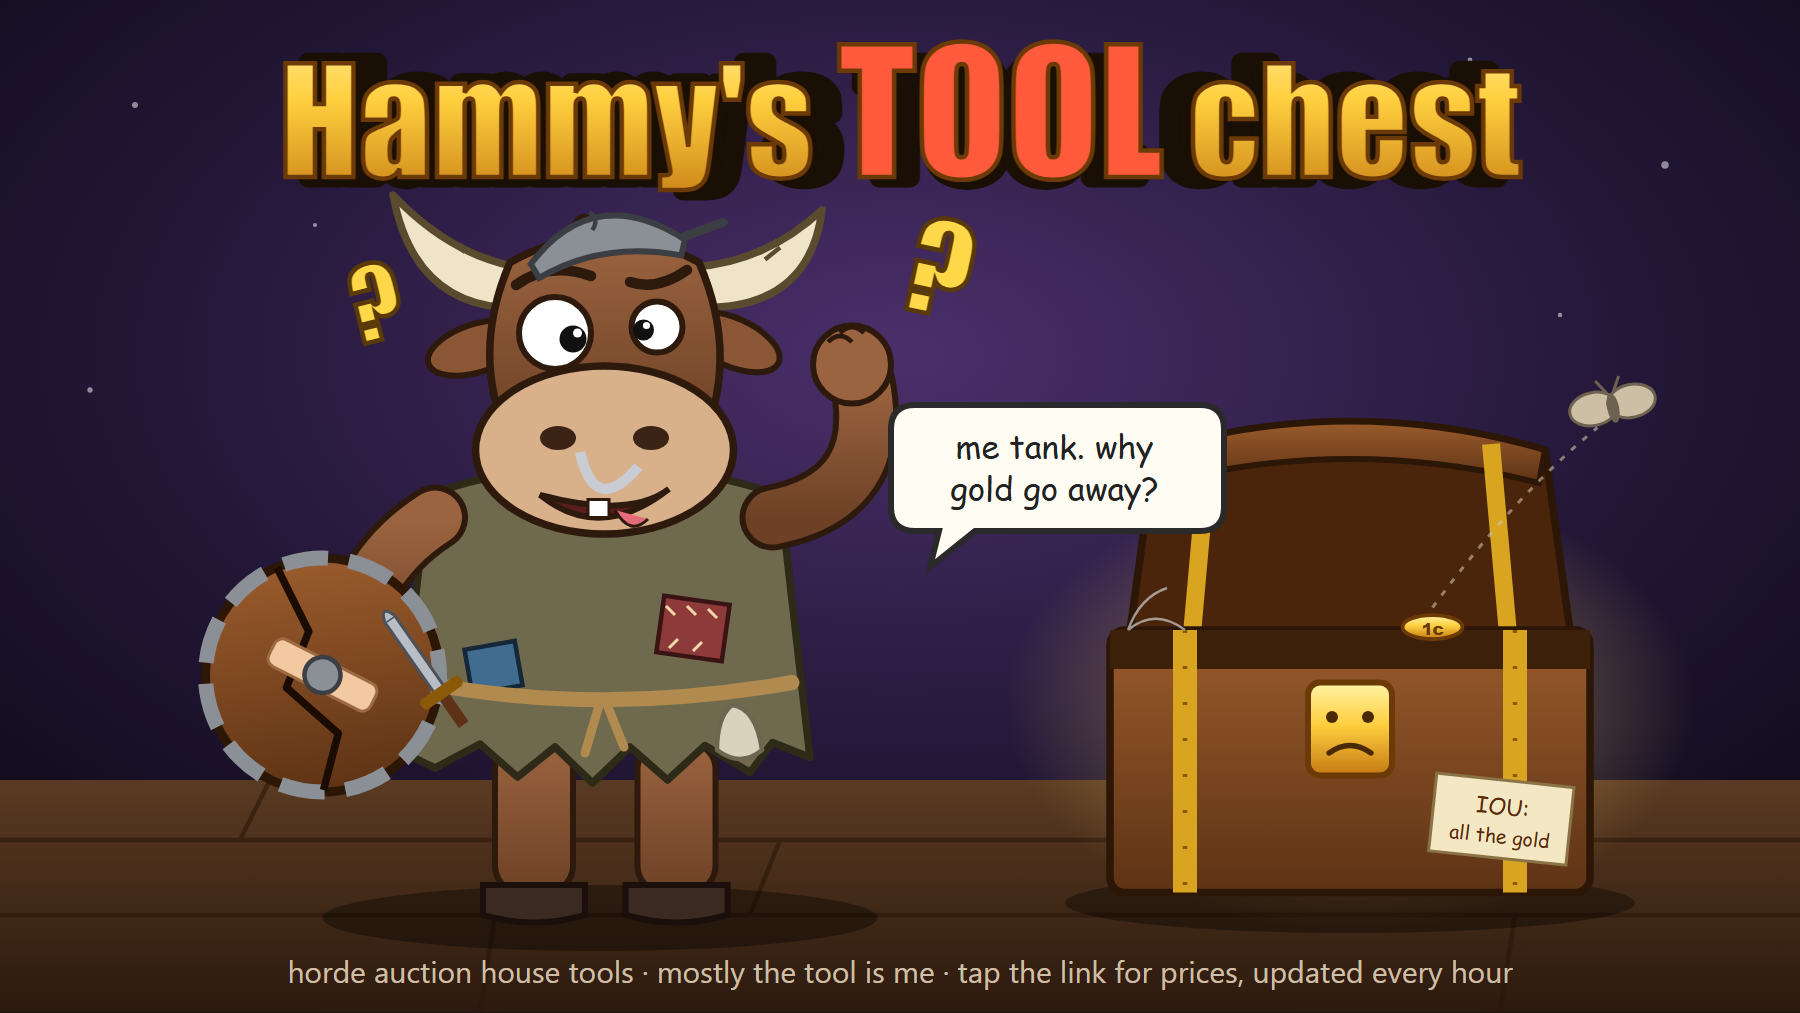 Hammy's TOOL chest
?
?
me tank. why
gold go away?
1c
IOU:
all the gold
horde auction house tools · mostly the tool is me · tap the link for prices, updated every hour